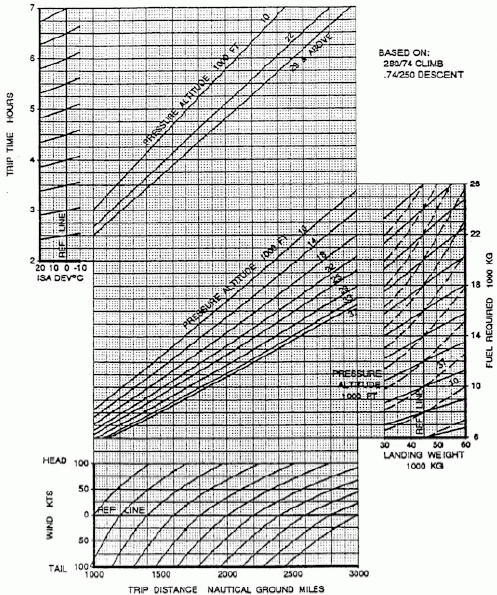 7
6
5
4
3
2
TRIP TIME HOURS
20 10 0 -10
ISA DEV°C
REF LINE
PRESSURE ALTITUDE 1000 FT
10
29 & ABOVE
BASED ON:
280/74 CLIMB
.74/250 DESCENT
PRESSURE ALTITUDE 1000 FT
10
14
37
26
22
18
14
10
6
FUEL REQUIRED 1000 KG
PRESSURE
ALTITUDE
1000 FT
37
10
REF LINE
30 40 50 60
LANDING WEIGHT
1000 KG
HEAD 100
50
0
50
TAIL 100
WIND KTS
REF LINE
1000 1500 2000 2500 3000
TRIP DISTANCE NAUTICAL GROUND MILES